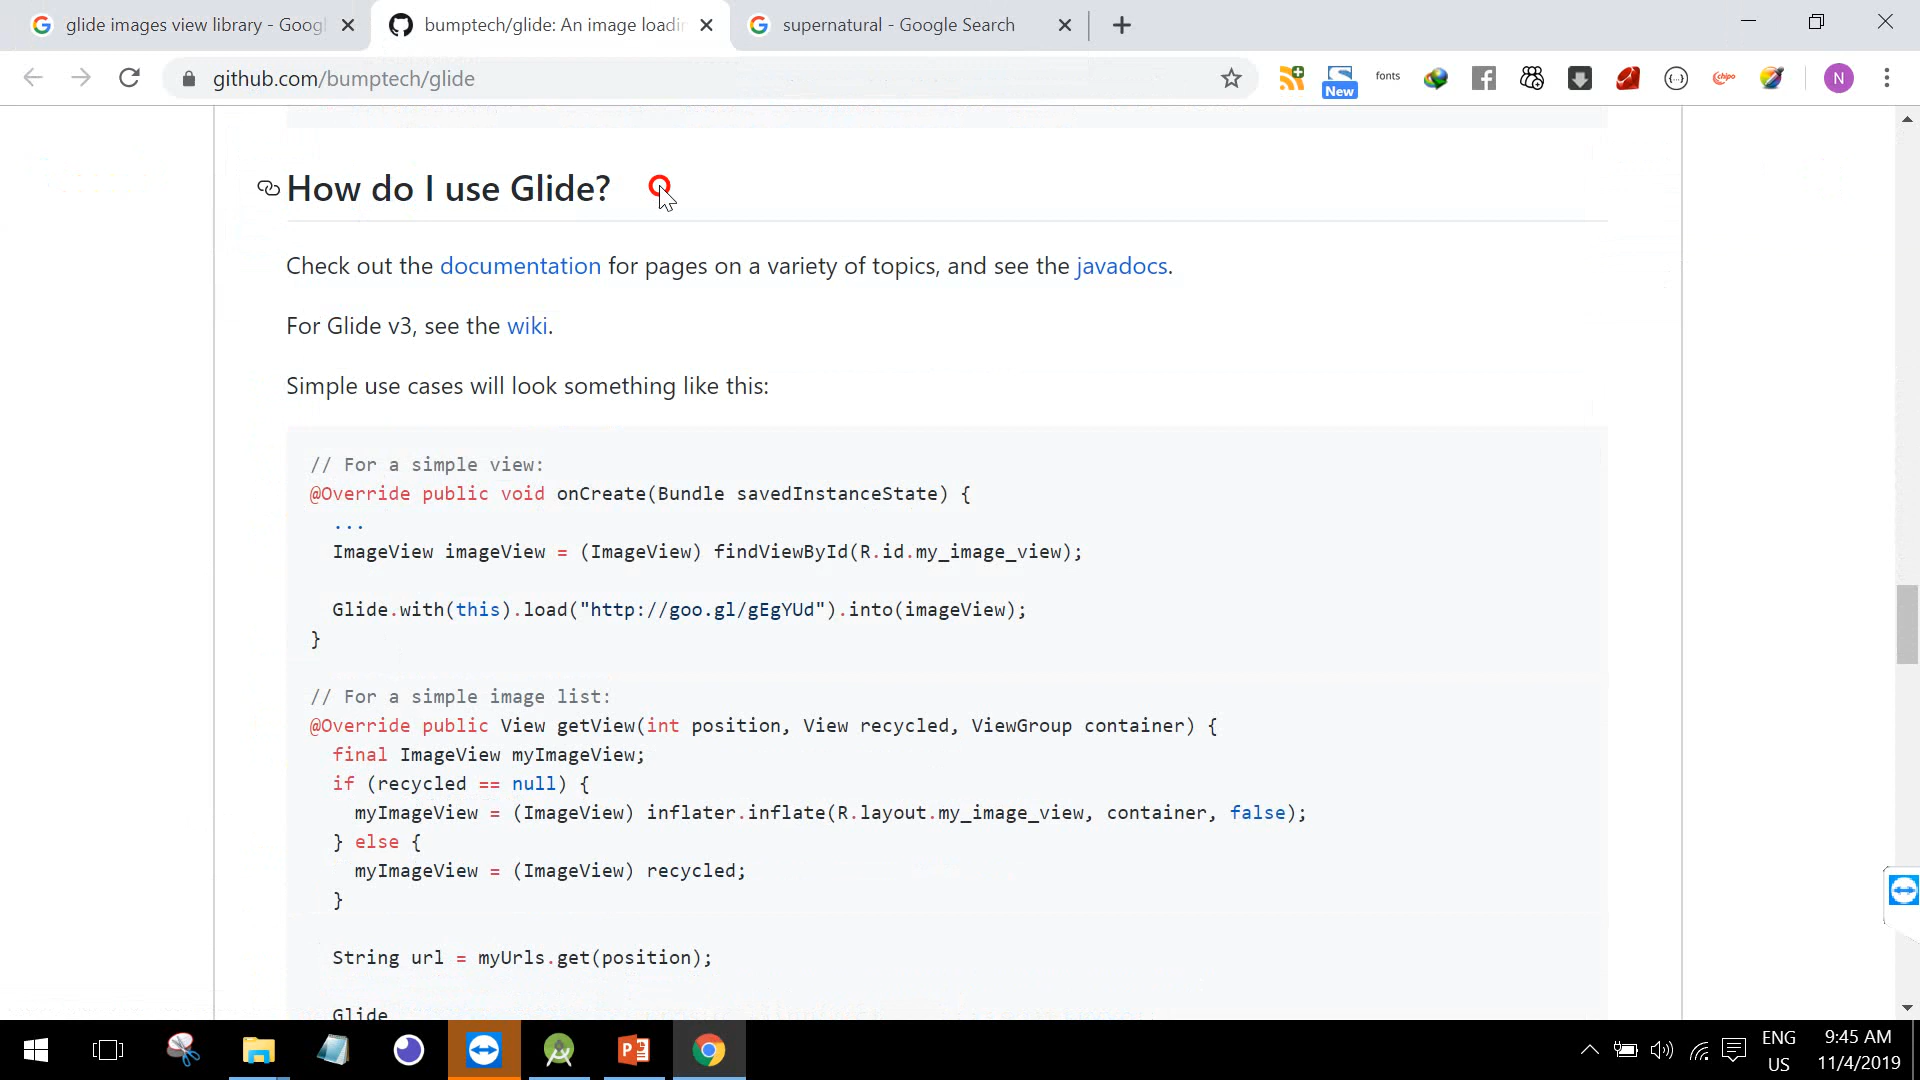 glide images view library - Googl
bumptech/glide: An image loadin
supernatural - Google Search
github.com/bumptech/glide
New
fonts
chipo
N
How do I use Glide?
Check out the documentation for pages on a variety of topics, and see the javadocs.
For Glide v3, see the wiki.
Simple use cases will look something like this:
// For a simple view:
@Override public void onCreate(Bundle savedInstanceState) {
...
ImageView imageView = (ImageView) findViewById(R.id.my_image_view);
Glide.with(this).load("http://goo.gl/gEgYUd").into(imageView);
}
// For a simple image list:
@Override public View getView(int position, View recycled, ViewGroup container) {
final ImageView myImageView;
if (recycled == null) {
myImageView = (ImageView) inflater.inflate(R.layout.my_image_view, container, false);
} else {
myImageView = (ImageView) recycled;
}
String url = myUrls.get(position);
Glide
ENG
US
9:45 AM
11/4/2019